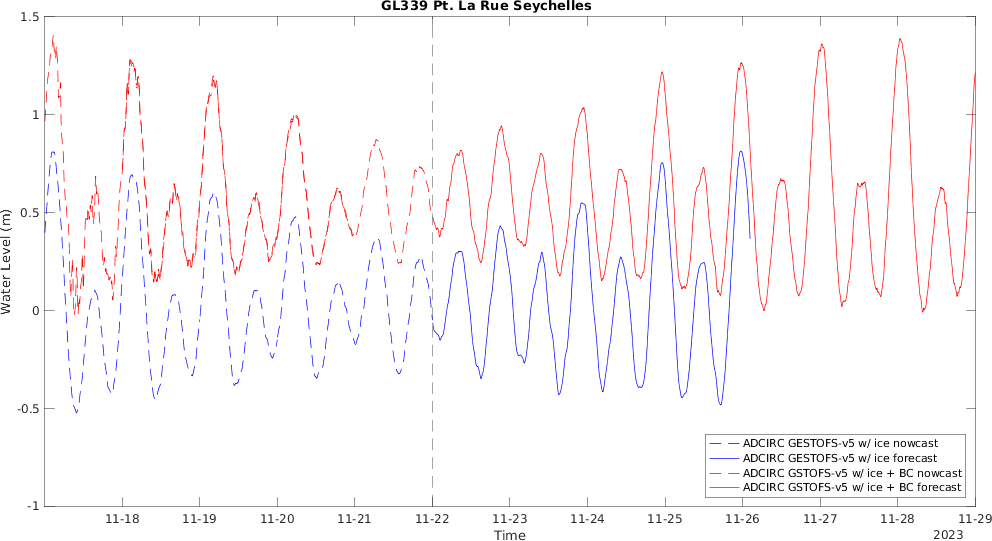 GL339 Pt. La Rue Seychelles
1.5
1
0.5
0
-0.5
-1
Water Level (m)
11-18 11-19 11-20 11-21 11-22 11-23 11-24 11-25 11-26 11-27 11-28 11-29
Time
2023
ADCIRC GESTOFS-v5 w/ ice nowcast
ADCIRC GESTOFS-v5 w/ ice forecast
ADCIRC GSTOFS-v5 w/ ice + BC nowcast
ADCIRC GSTOFS-v5 w/ ice + BC forecast